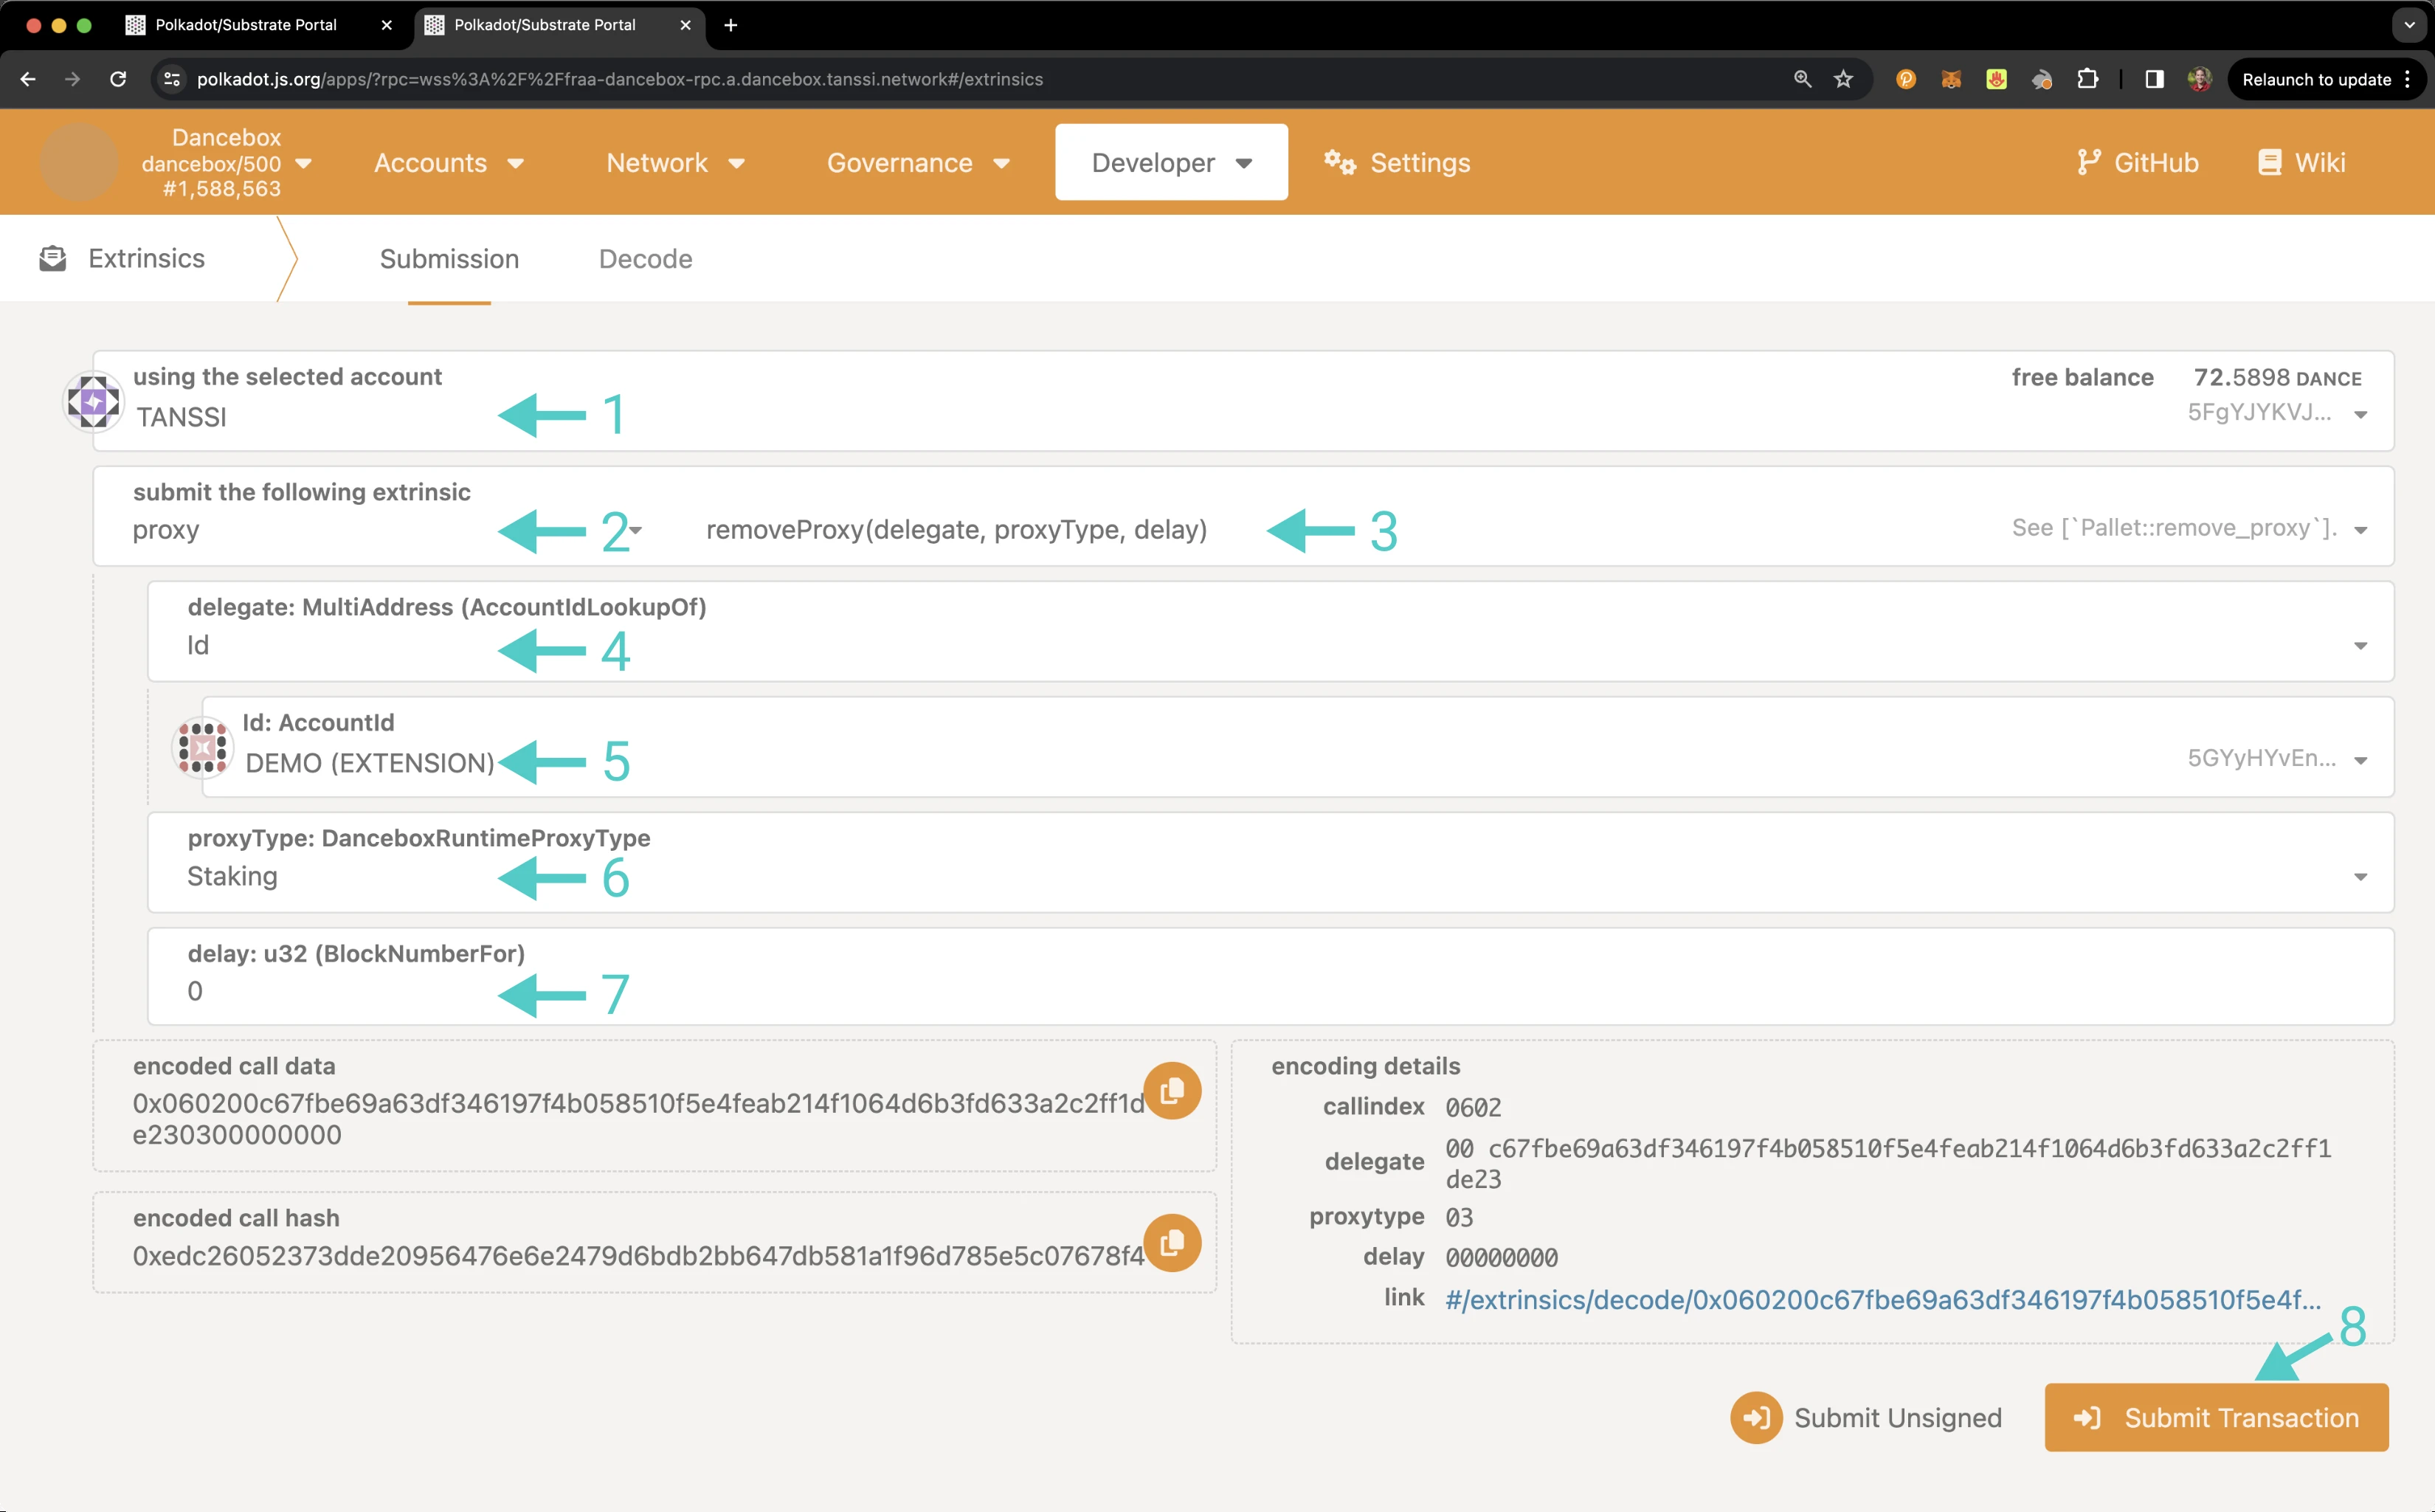 Polkadot/Substrate Portal
Polkadot/Substrate Portal
polkadot.js.org/apps/?rpc=wss%3A%2F%2Ffraa-dancebox-rpc.a.dancebox.tanssi.network#/extrinsics
Relaunch to update
Dancebox
dancebox/500
#1,588,563
Accounts
Network
Governance
Developer
Settings
GitHub
Wiki
Extrinsics
Submission
Decode
using the selected account
TANSSI
1
free balance 72.5898 DANCE
5FgYJYKVJ...
submit the following extrinsic
proxy
2
removeProxy(delegate, proxyType, delay)
3
See [`Pallet::remove_proxy`].
delegate: MultiAddress (AccountIdLookupOf)
Id
4
Id: AccountId
DEMO (EXTENSION)
5
5GYyHYvEn...
proxyType: DanceboxRuntimeProxyType
Staking
6
delay: u32 (BlockNumberFor)
0
7
encoded call data
0x060200c67fbe69a63df346197f4b058510f5e4feab214f1064d6b3fd633a2c2ff1d
e230300000000
encoded call hash
0xedc26052373dde20956476e6e2479d6bdb2bb647db581a1f96d785e5c07678f4
encoding details
callindex 0602
delegate 00 c67fbe69a63df346197f4b058510f5e4feab214f1064d6b3fd633a2c2ff1
de23
proxytype 03
delay 00000000
link #/extrinsics/decode/0x060200c67fbe69a63df346197f4b058510f5e4f...
8
Submit Unsigned
Submit Transaction